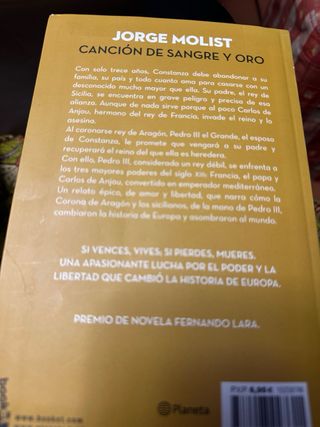 JORGE MOLIST
CANCIÓN DE SANGRE Y ORO
Con solo trece años, Constanza debe abandonar a su
familia, su país y todo cuanto ama para casarse con un
desconocido mucho mayor que ella. Su padre, el rey de
Sicilia, se encuentra en grave peligro y precisa de esa
alianza. Aunque de nada sirve porque al poco Carlos de
Anjou, hermano del rey de Francia, invade el reino y lo
asesina.
Al coronarse rey de Aragón, Pedro III el Grande, el esposo
de Constanza, le promete que vengará a su padre y
recuperará el reino del que ella es heredera.
Con ello, Pedro III, considerado un rey débil, se enfrenta a
los tres mayores poderes del siglo XIII: Francia, el papa y
Carlos de Anjou, convertido en emperador mediterráneo.
Un relato épico, de amor y libertad, que narra cómo la
Corona de Aragón y los sicilianos, de la mano de Pedro III,
cambiaron la historia de Europa y asombraron al mundo.
SI VENCES, VIVES; SI PIERDES, MUERES.
UNA APASIONANTE LUCHA POR EL PODER Y LA
LIBERTAD QUE CAMBIÓ LA HISTORIA DE EUROPA.
PREMIO DE NOVELA FERNANDO LARA.
Planeta